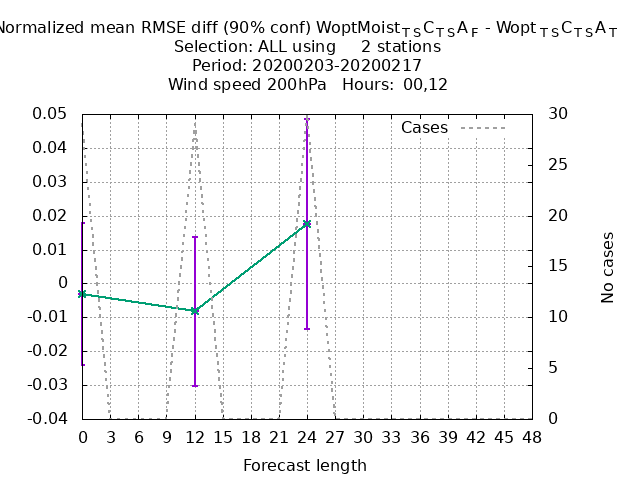 Normalized mean RMSE diff (90% conf) WoptMoist_TSC_TSA_F - Wopt_TSC_TSA_T
Selection: ALL using 2 stations
Period: 20200203-20200217
Wind speed 200hPa Hours: 00,12
Cases
0.05
0.04
0.03
0.02
0.01
0
-0.01
-0.02
-0.03
-0.04
30
25
20
15
10
5
0
No cases
0 3 6 9 12 15 18 21 24 27 30 33 36 39 42 45 48
Forecast length